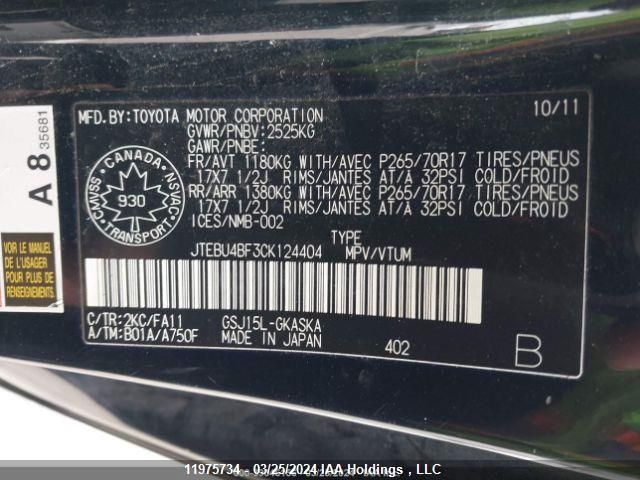 MFD.BY: TOYOTA MOTOR CORPORATION 10/11
GVWR/PNBV: 2525KG
GAWR/PNBE:
FR/AVT 1180KG WITH/AVEC P265/70R17 TIRES/PNEUS
17X7 1/2J RIMS/JANTES AT/A 32PSI COLD/FROID
RR/ARR 1380KG WITH/AVEC P265/70R17 TIRES/PNEUS
17X7 1/2J RIMS/JANTES AT/A 32PSI COLD/FROID
ICES/NMB-002
CANADA
CMVSS NSVAC
930
TRANSPORT
TYPE
JTEBU4BF3CK124404 MPV/VTUM
C/TR: 2KC/FA11 GSJ15L-GKASKA
A/TM: B01A/A750F MADE IN JAPAN 402 B
A 8 35681
VOIR LE MANUEL
DE L'USAGER
POUR PLUS DE
RENSEIGNEMENTS.
11975734 - 03/25/2024 IAA Holdings , LLC